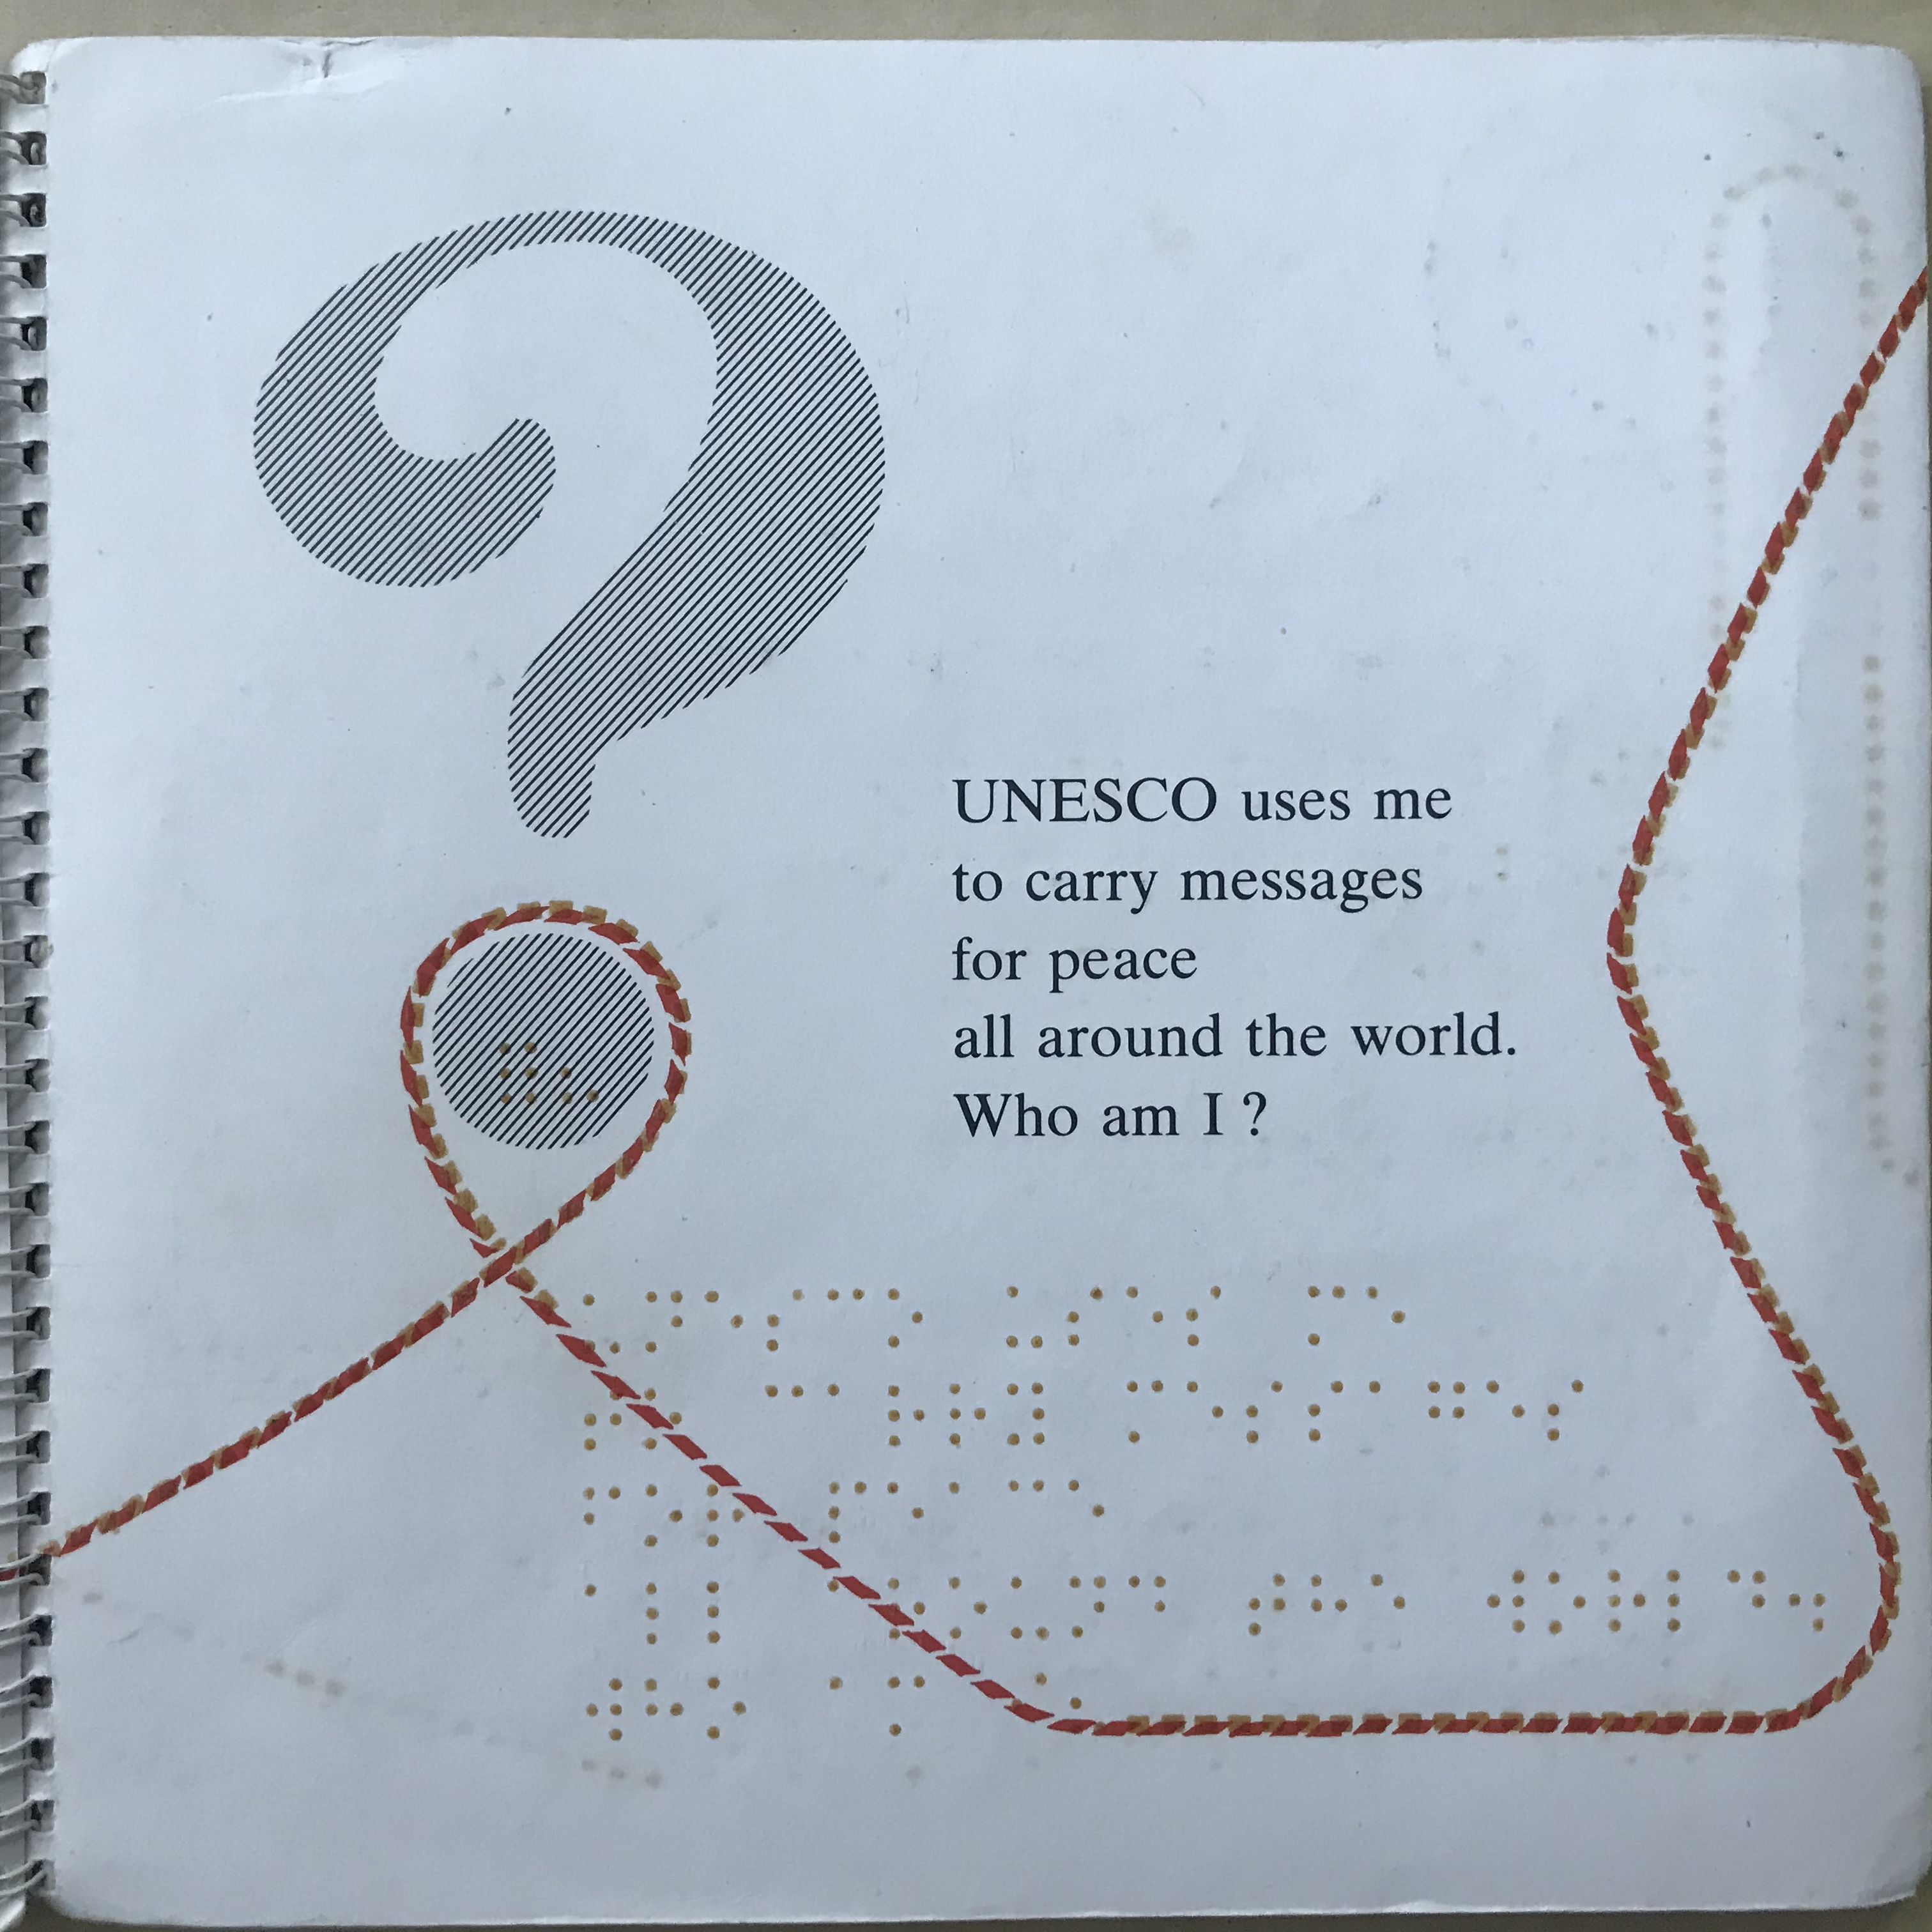 UNESCO uses me
to carry messages
for peace
all around the world.
Who am I ?
⠥⠝⠑⠎⠉⠕ ⠥⠎⠑⠎ ⠍⠑
⠞⠕ ⠉⠁⠗⠗⠽ ⠍⠑⠎⠎⠁⠛⠑⠎
⠋⠕⠗ ⠏⠑⠁⠉⠑
⠁⠇⠇ ⠁⠗⠕⠥⠝⠙ ⠞⠓⠑ ⠺⠕⠗⠇⠙⠲
⠺⠓⠕ ⠁⠍ ⠊